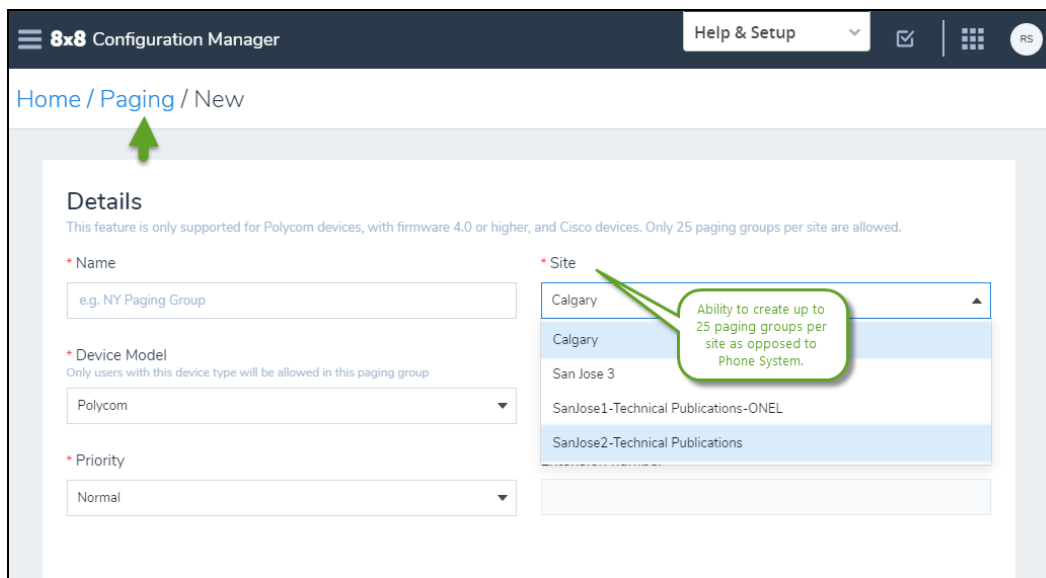 8x8 Configuration Manager
Help & Setup
RS
Home / Paging / New
Details
This feature is only supported for Polycom devices, with firmware 4.0 or higher, and Cisco devices. Only 25 paging groups per site are allowed.
* Name
* Site
e.g. NY Paging Group
Calgary
Ability to create up to
25 paging groups per
site as opposed to
Phone System.
Calgary
San Jose 3
SanJose1-Technical Publications-ONEL
SanJose2-Technical Publications
* Device Model
Only users with this device type will be allowed in this paging group
Polycom
* Priority
Normal